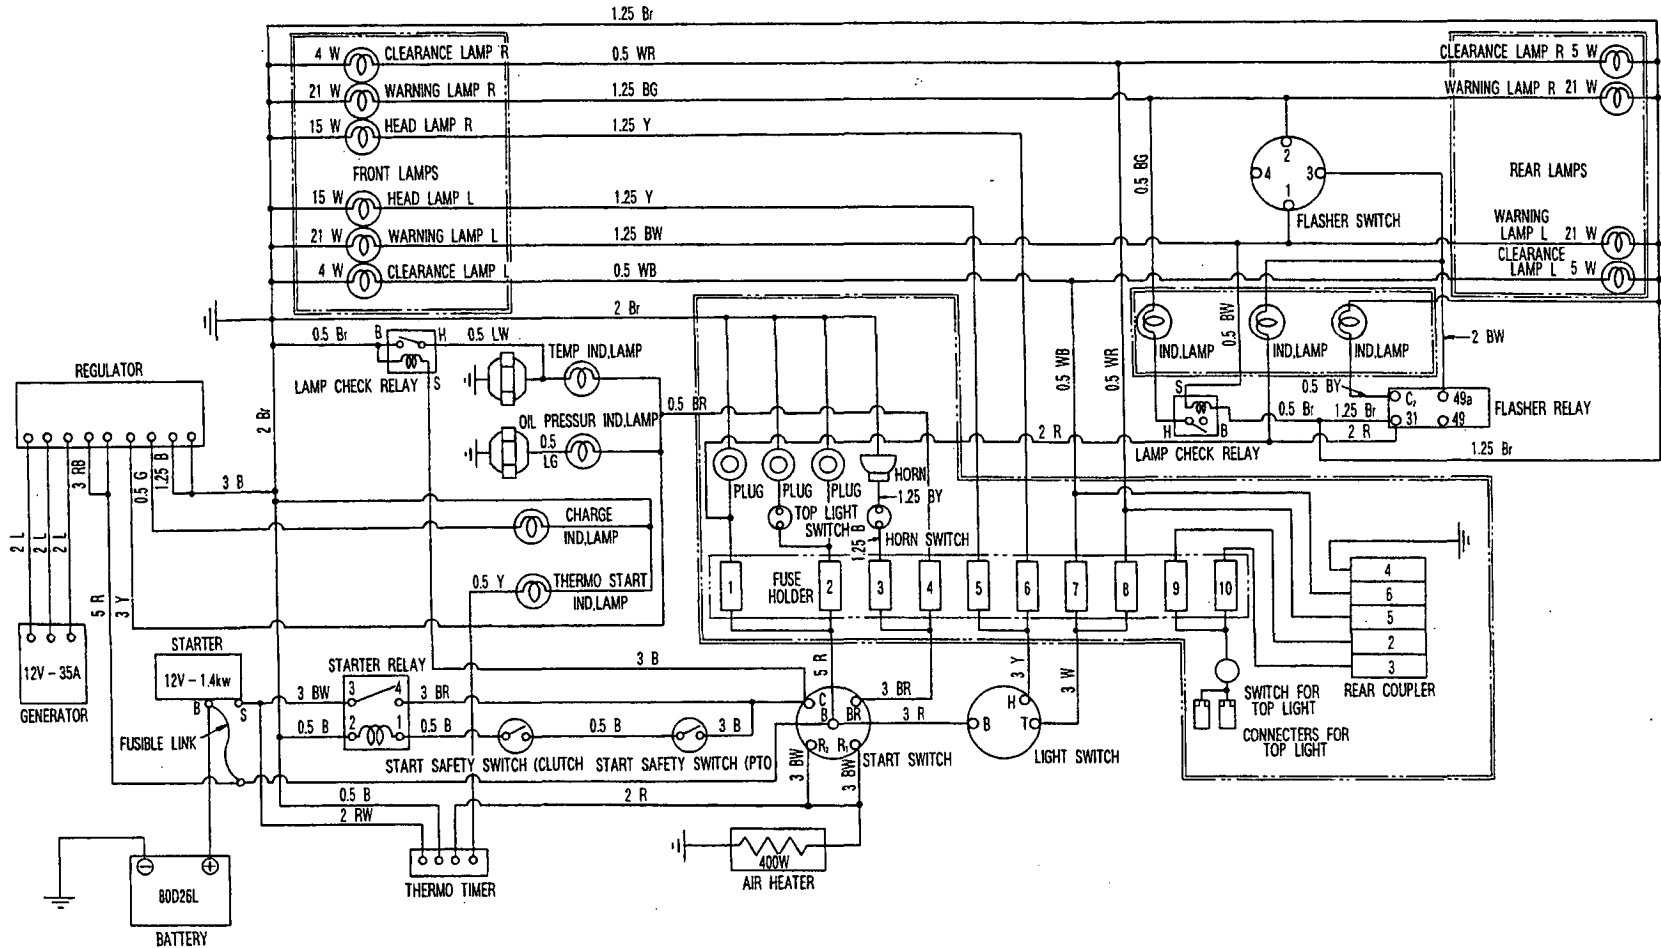 1.25 Br
4 W CLEARANCE LAMP R 0.5 WR CLEARANCE LAMP R 5 W
21 W WARNING LAMP R 1.25 BG WARNING LAMP R 21 W
15 W HEAD LAMP R 1.25 Y
FRONT LAMPS
REAR LAMPS
15 W HEAD LAMP L 1.25 Y
21 W WARNING LAMP L 1.25 BW
WARNING
LAMP L 21 W
4 W CLEARANCE LAMP L 0.5 WB
CLEARANCE
LAMP L 5 W
0.5 BG
2
4 3
1
FLASHER SWITCH
2 Br
0.5 Br B H 0.5 LW
S
LAMP CHECK RELAY
TEMP IND,LAMP
OIL PRESSUR IND,LAMP
0.5
LG
0.5 BR
0.5 WB
0.5 WR
0.5 BW
IND,LAMP IND,LAMP IND,LAMP
2 BW
0.5 BY
S
H B
LAMP CHECK RELAY
0.5 Br 1.25 Br
2 R 2 R
C₂ 49a
31 49
FLASHER RELAY
1.25 Br
REGULATOR
2 Br
3 RB
0.5 G
1.25 B
3 B
2 L
2 L
2 L
5 R
3 Y
CHARGE
IND,LAMP
0.5 Y THERMO START
IND,LAMP
PLUG PLUG PLUG
HORN
1.25 BY
TOP LIGHT
SWITCH
1.25 B
HORN SWITCH
FUSE
HOLDER
1 2 3 4 5 6 7 8 9 10
4
6
5
2
3
REAR COUPLER
SWITCH FOR
TOP LIGHT
CONNECTERS FOR
TOP LIGHT
12V-35A
GENERATOR
STARTER
12V-1.4kw
B S
FUSIBLE LINK
STARTER RELAY
3 BW 3 4 3 BR
0.5 B 2 1 0.5 B 0.5 B 3 B
START SAFETY SWITCH (CLUTCH START SAFETY SWITCH (PTO
3 B
5 R
3 BR
C
B BR
R₂ R₁
START SWITCH
3 R
3 BW
3 BW
3 Y
3 W
H
B T
LIGHT SWITCH
0.5 B
2 RW
2 R
THERMO TIMER
400W
AIR HEATER
80D26L
BATTERY